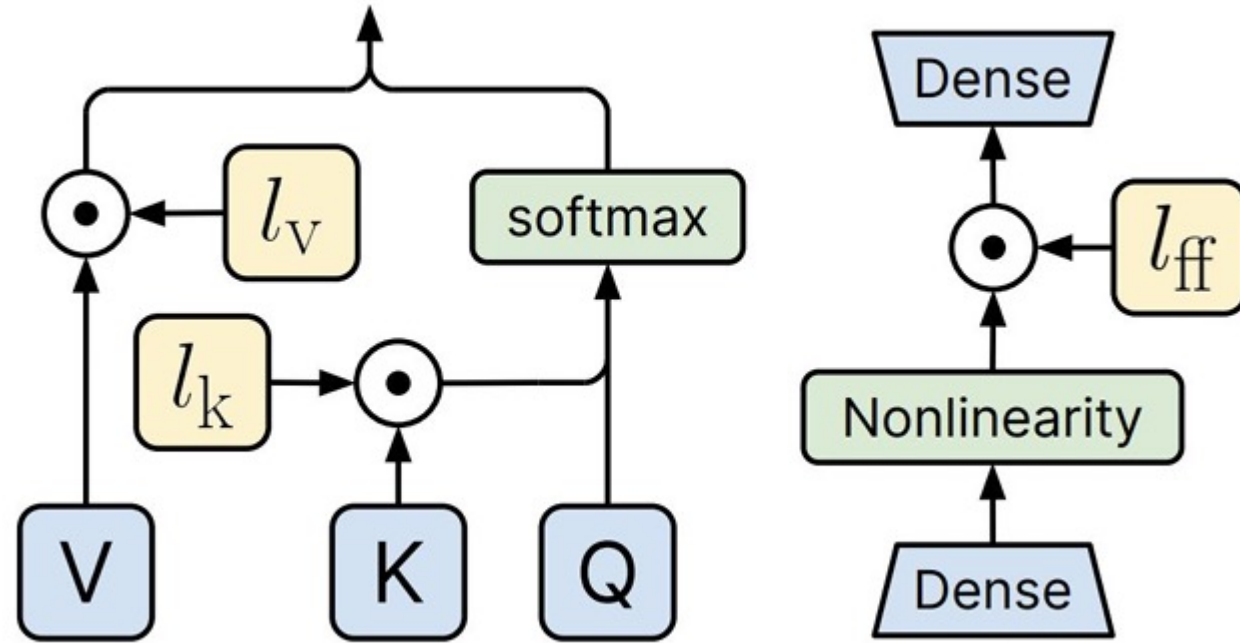 Dense
l_v
softmax
l_ff
l_k
Nonlinearity
V
K
Q
Dense